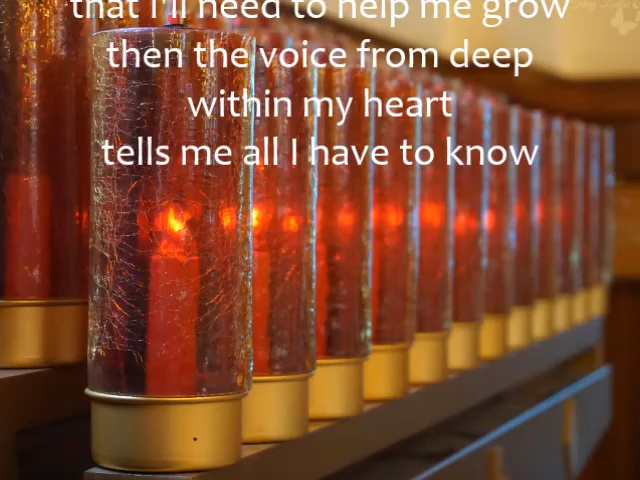 that I'll need to help me grow
then the voice from deep
within my heart
tells me all I have to know